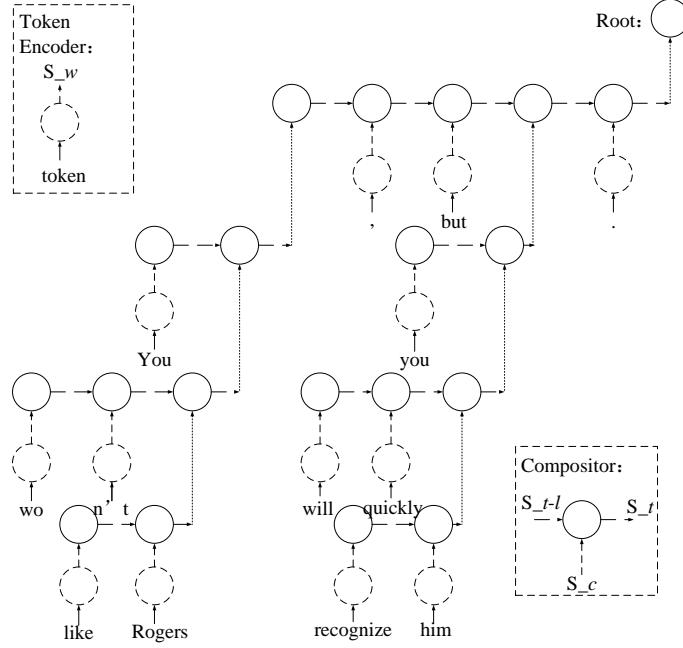 Token
Encoder:
S_w
token
Root:
,
but
.
You
you
wo
n't
will
quickly
like
Rogers
recognize
him
Compositor:
S_t-l
S_t
S_c